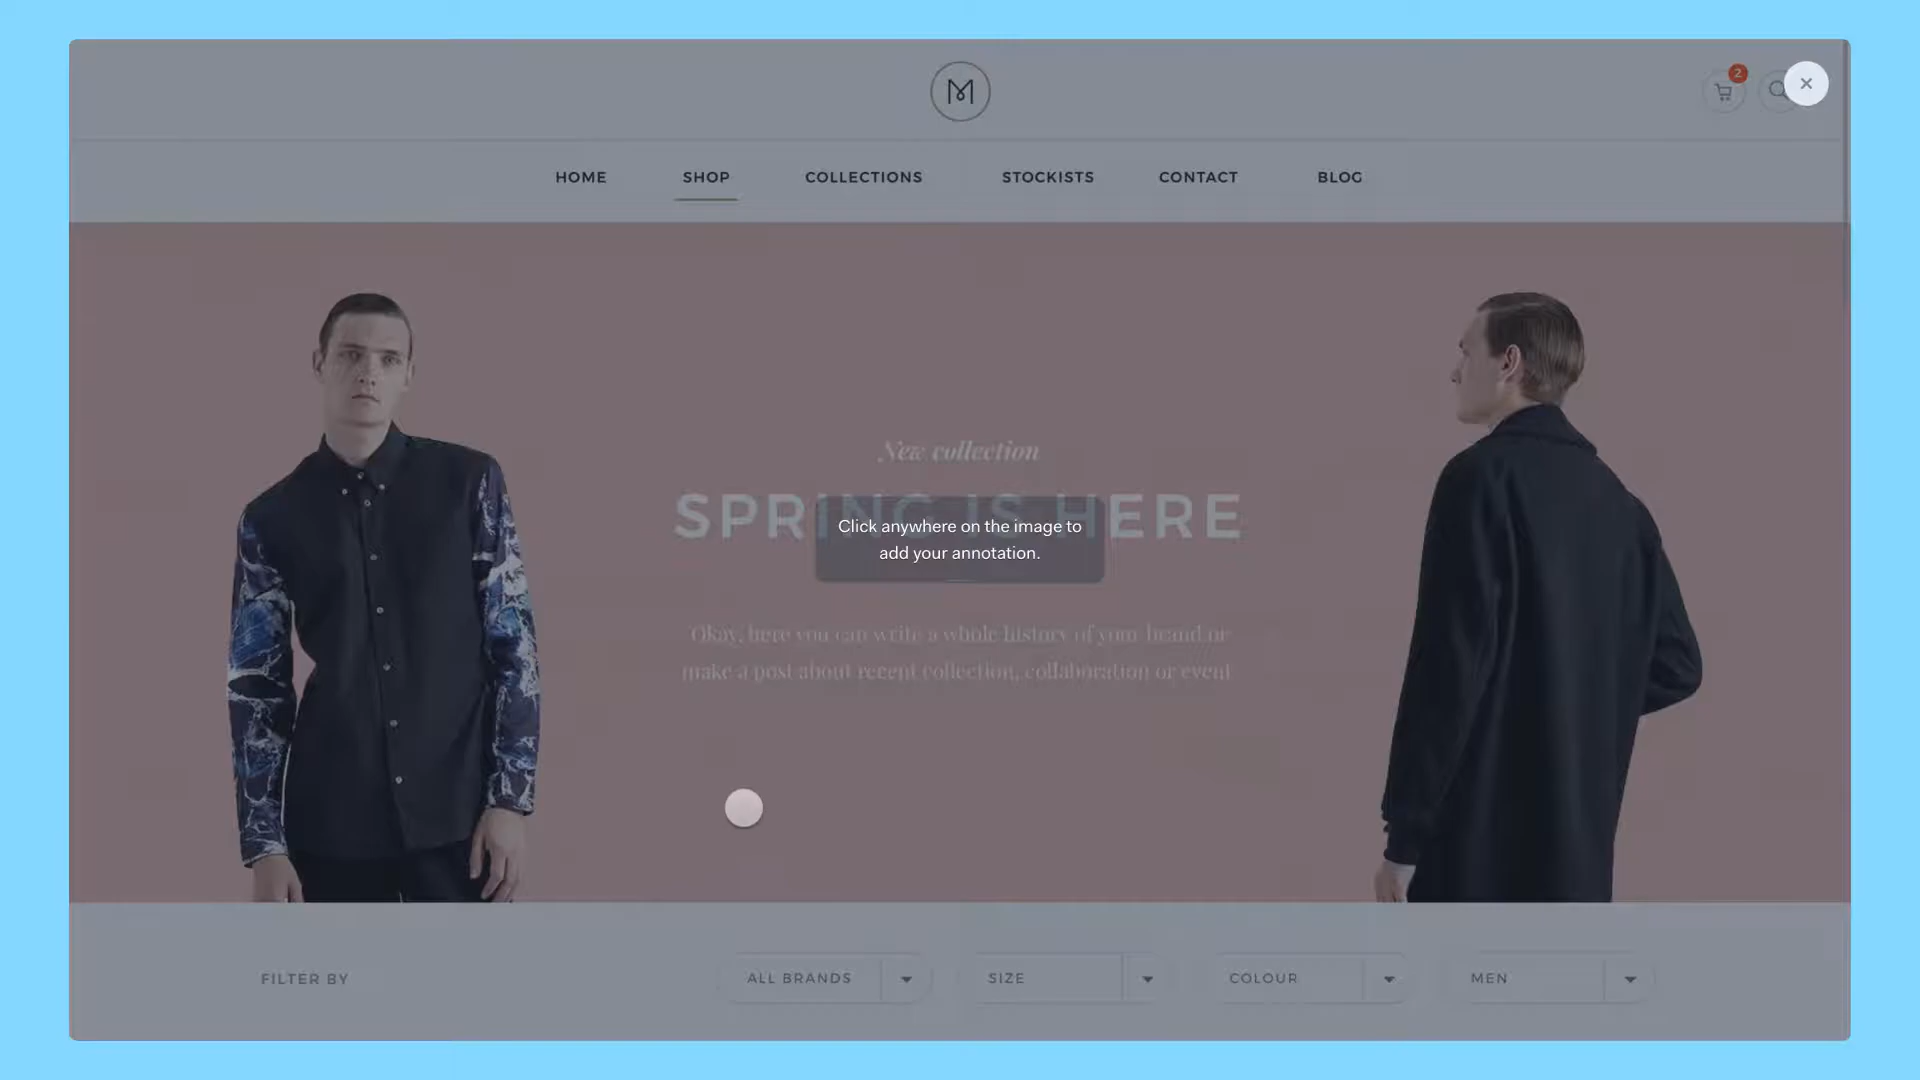 M
2
HOME SHOP COLLECTIONS STOCKISTS CONTACT BLOG
New collection
SPRING IS HERE
Click anywhere on the image to
add your annotation.
Okay, here you can write a whole history of your brand or
make a post about recent collection, collaboration or event
FILTER BY ALL BRANDS SIZE COLOUR MEN